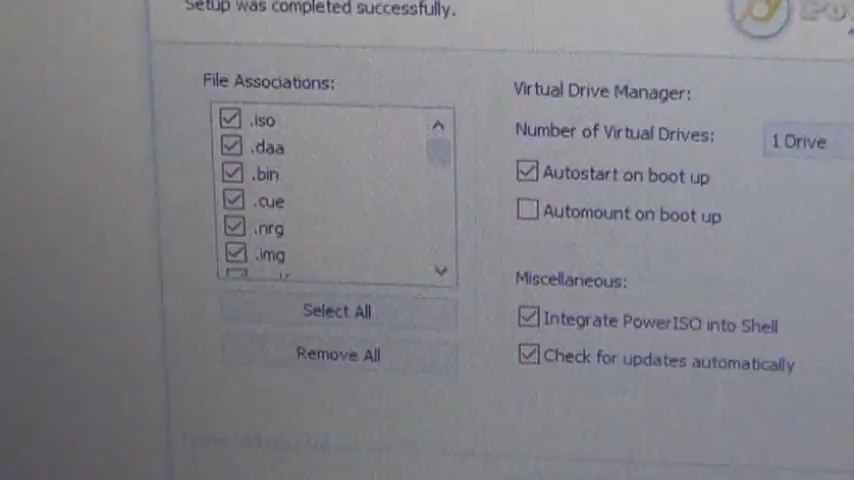 Setup was completed successfully.
File Associations:
.iso
.daa
.bin
.cue
.nrg
.img
Select All
Remove All
Virtual Drive Manager:
Number of Virtual Drives:
1 Drive
Autostart on boot up
Automount on boot up
Miscellaneous:
Integrate PowerISO into Shell
Check for updates automatically